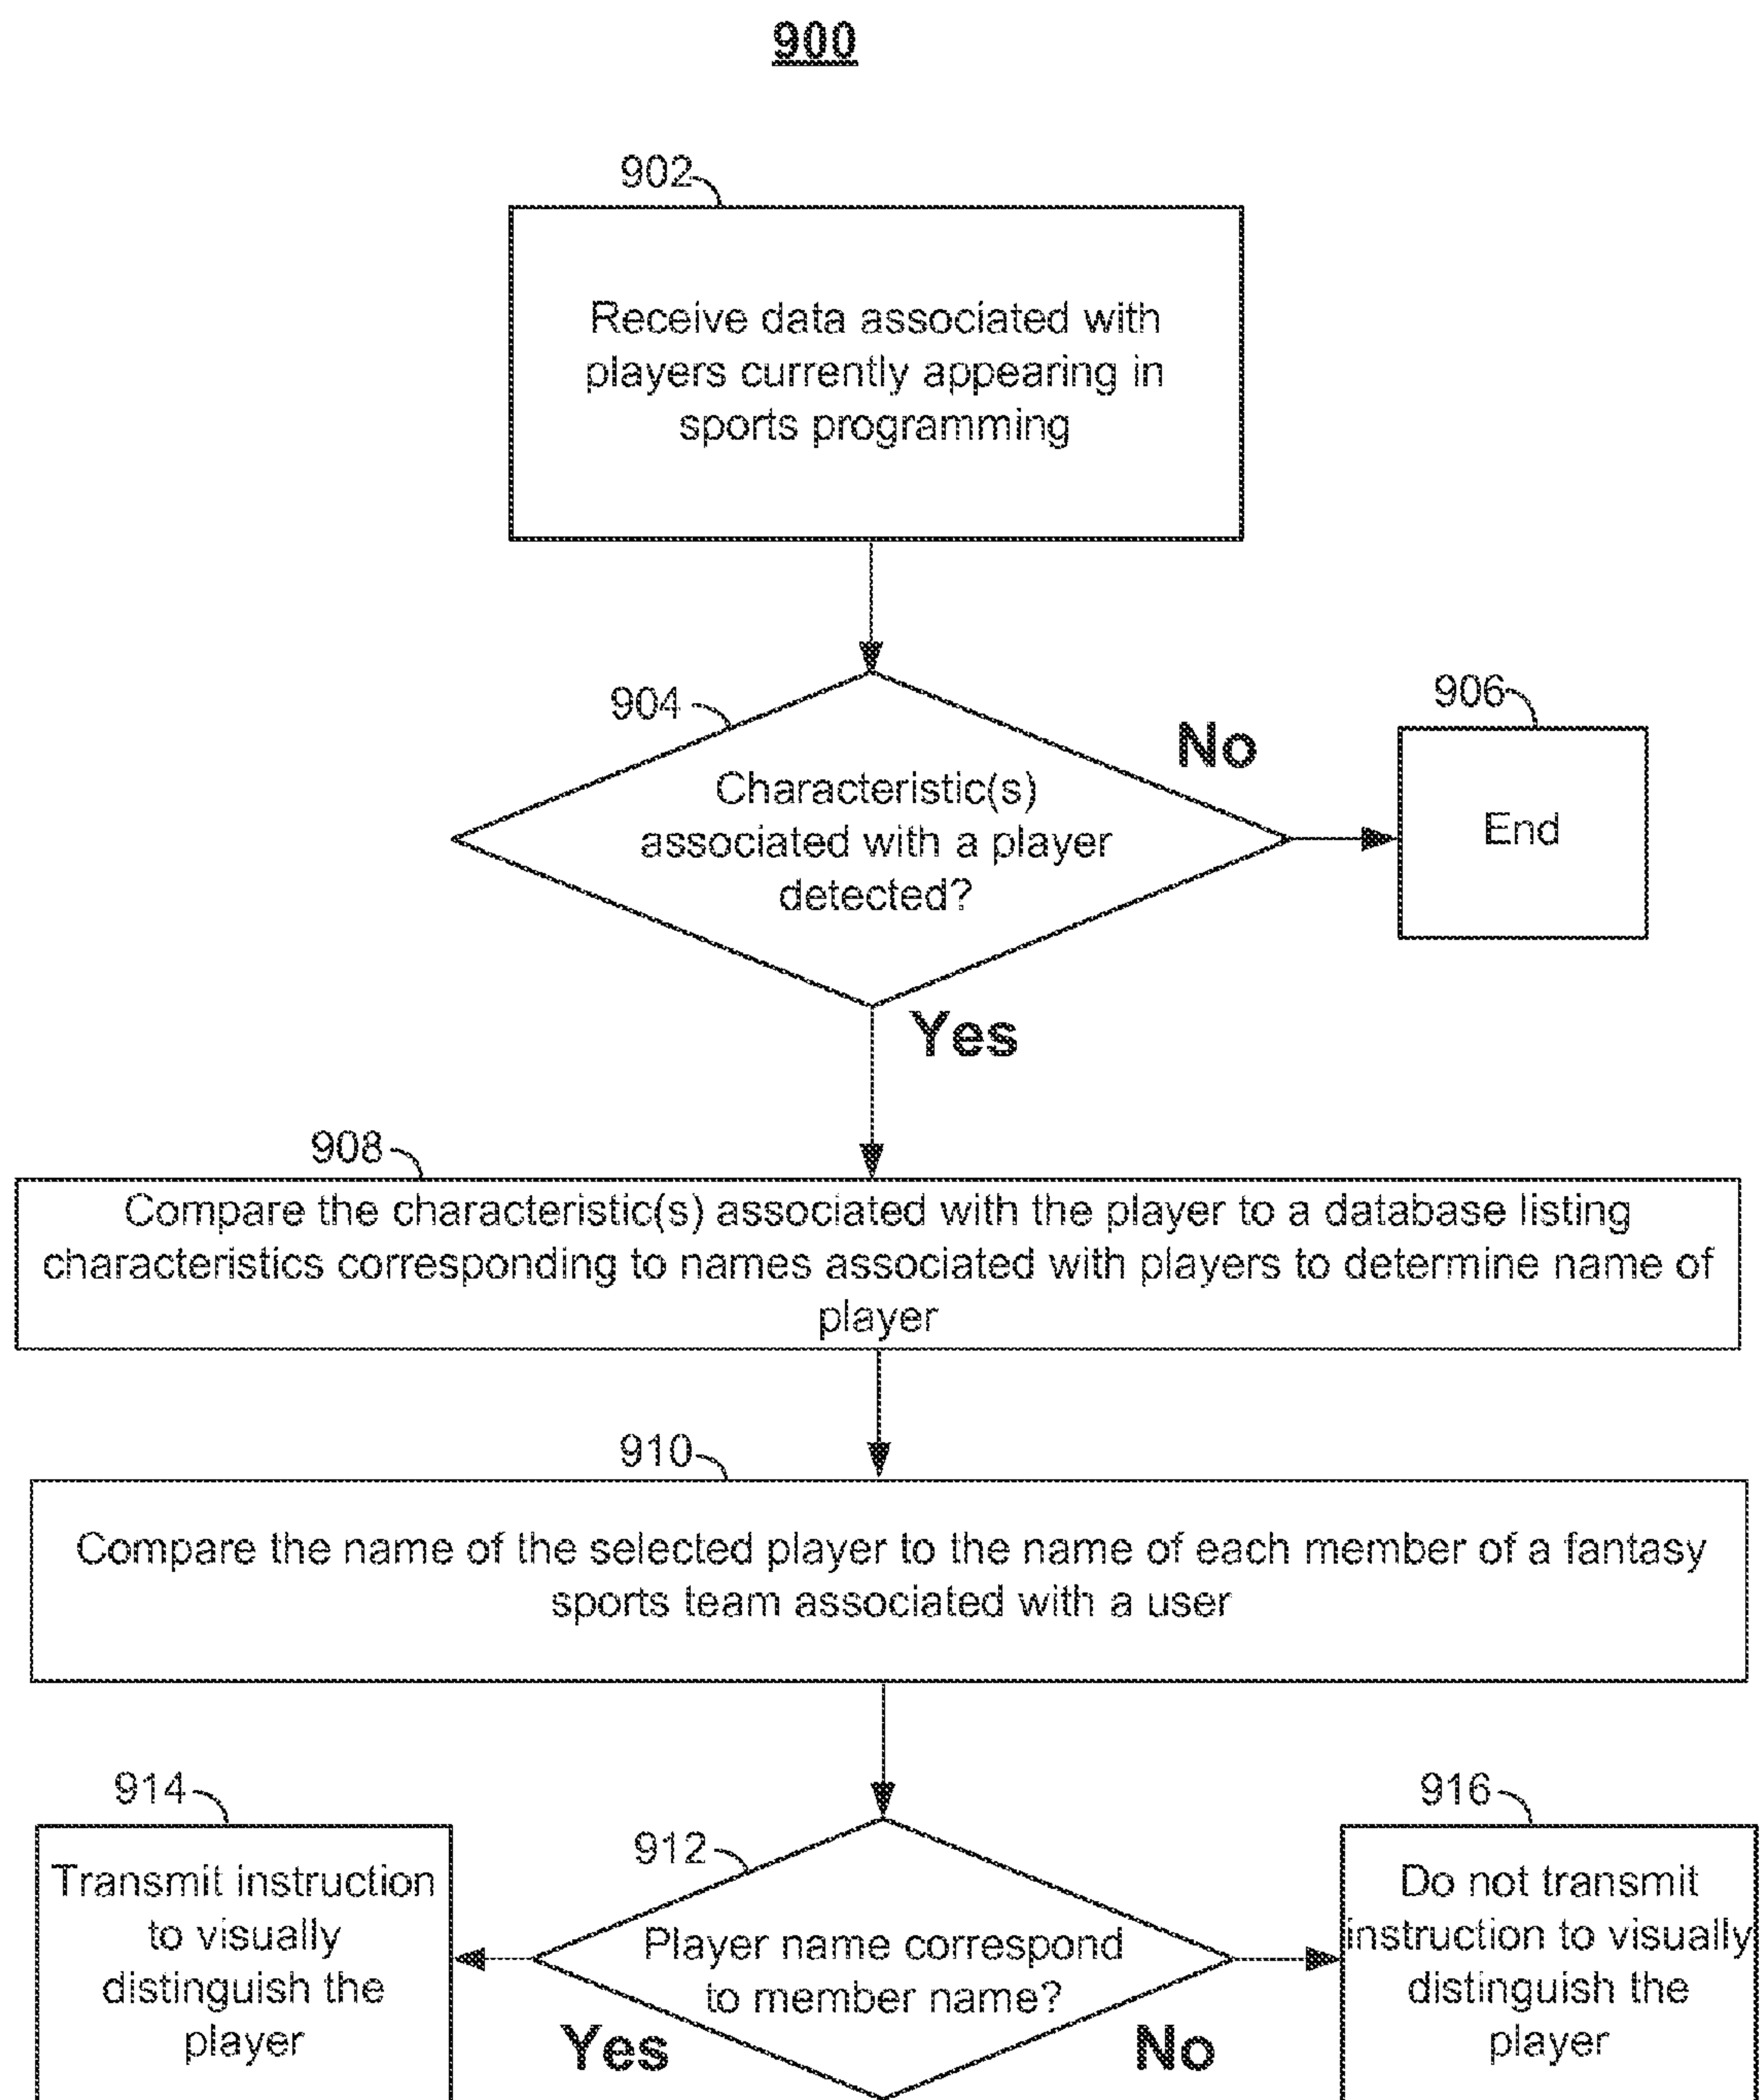 900
902
Receive data associated with
players currently appearing in
sports programming
904
Characteristic(s)
associated with a player
detected?
No
906
End
Yes
908
Compare the characteristic(s) associated with the player to a database listing
characteristics corresponding to names associated with players to determine name of
player
910
Compare the name of the selected player to the name of each member of a fantasy
sports team associated with a user
914
Transmit instruction
to visually
distinguish the
player
912
Player name correspond
to member name?
Yes
No
916
Do not transmit
instruction to visually
distinguish the
player